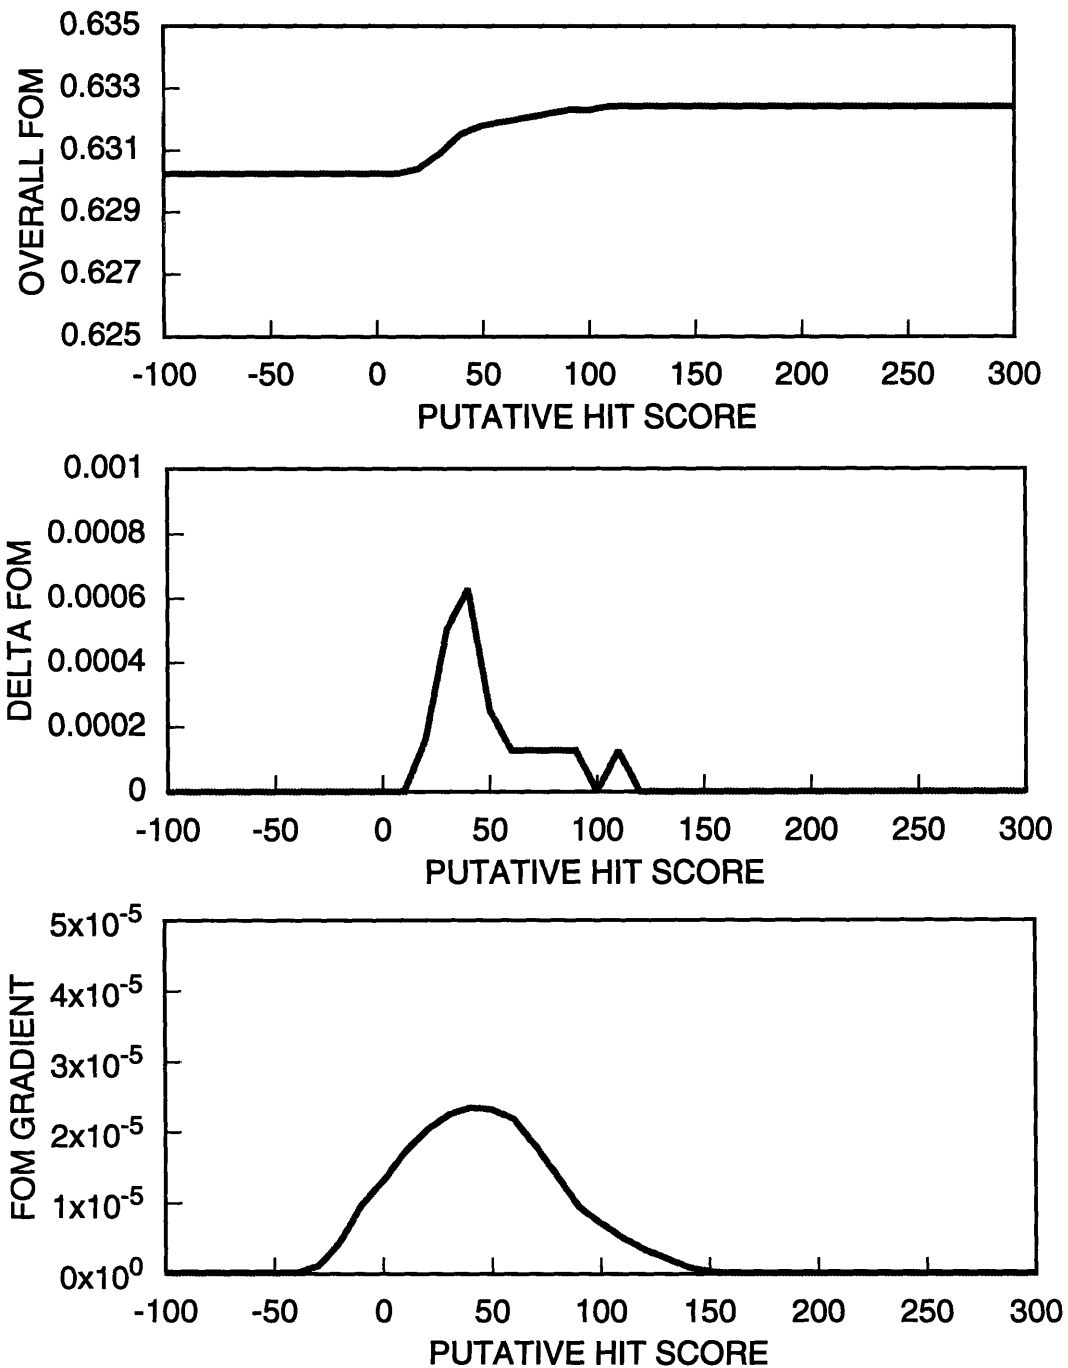 OVERALL FOM
0.635
0.633
0.631
0.629
0.627
0.625
-100 -50 0 50 100 150 200 250 300
PUTATIVE HIT SCORE
DELTA FOM
0.001
0.0008
0.0006
0.0004
0.0002
0
-100 -50 0 50 100 150 200 250 300
PUTATIVE HIT SCORE
FOM GRADIENT
5x10⁻⁵
4x10⁻⁵
3x10⁻⁵
2x10⁻⁵
1x10⁻⁵
0x10⁰
-100 -50 0 50 100 150 200 250 300
PUTATIVE HIT SCORE